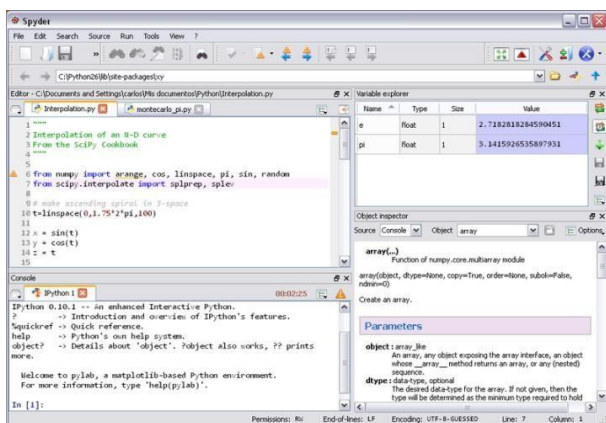 Spyder
File Edit Search Source Run Tools View ?
C:\Python26\lib\site-packages\xy
Editor - C:\Documents and Settings\carlos\Mis documentos\Python\Interpolation.py
Interpolation.py montecarlo_pi.py
1 """
2 Interpolation of an N-D curve
3 From the SciPy Cookbook
4 """
5
6 from numpy import arange, cos, linspace, pi, sin, random
7 from scipy.interpolate import splprep, splev
8
9 # make ascending spiral in 3-space
10 t=linspace(0,1.75*2*pi,100)
11
12 x = sin(t)
13 y = cos(t)
14 z = t
15
Console
IPython 1 00:02:25
IPython 0.10.1 -- An enhanced Interactive Python.
? -> Introduction and overview of IPython's features.
%quickref -> Quick reference.
help -> Python's own help system.
object? -> Details about 'object'. ?object also works, ?? prints
more.
Welcome to pylab, a matplotlib-based Python environment.
For more information, type 'help(pylab)'.
In [1]:
Variable explorer
Name Type Size Value
e float 1 2.7182818284590451
pi float 1 3.1415926535897931
Object inspector
Source Console Object array Options
array(...)
Function of numpy.core.multiarray module
array(object, dtype=None, copy=True, order=None, subok=False,
ndmin=0)
Create an array.
Parameters
object : array_like
An array, any object exposing the array interface, an object
whose __array__ method returns an array, or any (nested)
sequence.
dtype : data-type, optional
The desired data-type for the array. If not given, then the
type will be determined as the minimum type required to hold
Permissions: RW End-of-lines: LF Encoding: UTF-8-GUESSED Line: 7 Column: 1